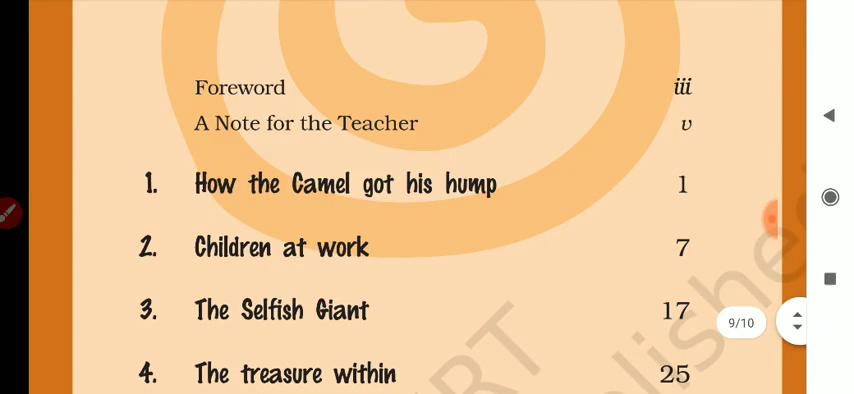 Foreword iii
A Note for the Teacher v
1. How the Camel got his hump 1
2. Children at work 7
3. The Selfish Giant 17
4. The treasure within 25
9/10